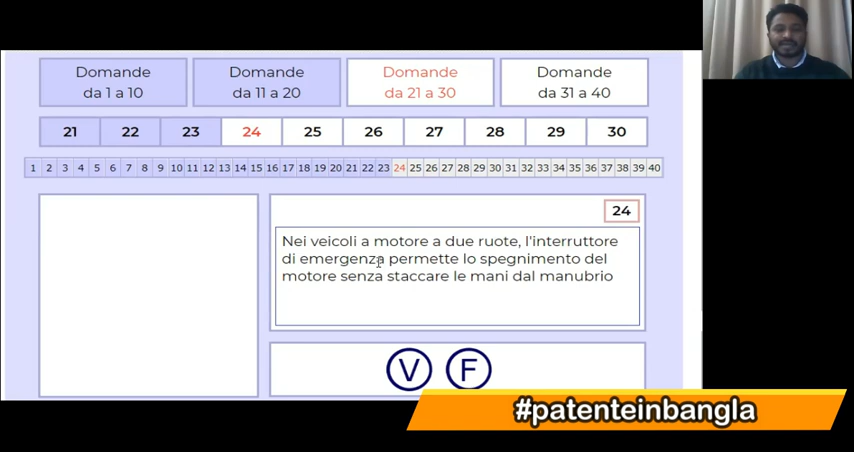 Domande
da 1 a 10
Domande
da 11 a 20
Domande
da 21 a 30
Domande
da 31 a 40
21 22 23 24 25 26 27 28 29 30
1 2 3 4 5 6 7 8 9 10 11 12 13 14 15 16 17 18 19 20 21 22 23 24 25 26 27 28 29 30 31 32 33 34 35 36 37 38 39 40
24
Nei veicoli a motore a due ruote, l'interruttore
di emergenza permette lo spegnimento del
motore senza staccare le mani dal manubrio
V F
#patenteinbangla